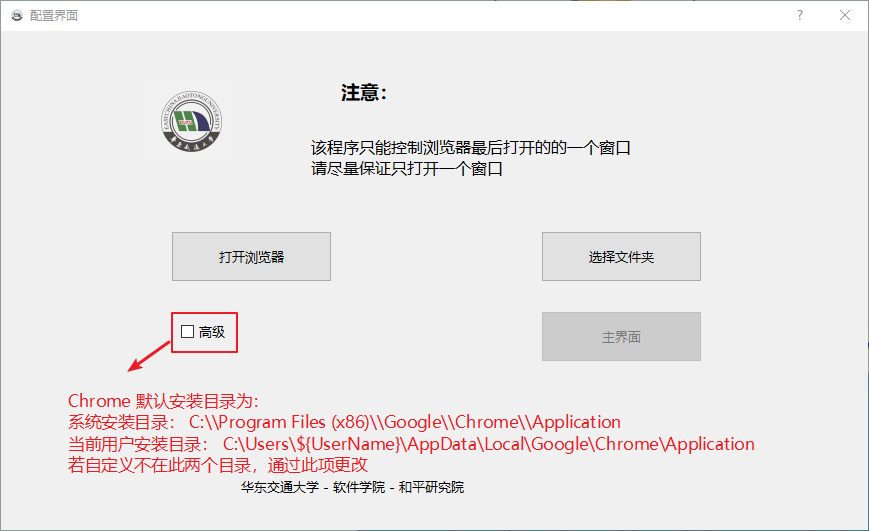 配置界面
EAST CHINA JIAOTONG UNIVERSITY
华东交通大学
注意：
该程序只能控制浏览器最后打开的的一个窗口
请尽量保证只打开一个窗口
打开浏览器
选择文件夹
高级
主界面
Chrome 默认安装目录为：
系统安装目录： C:\\Program Files (x86)\\Google\\Chrome\\Application
当前用户安装目录： C:\Users\${UserName}\AppData\Local\Google\Chrome\Application
若自定义不在此两个目录，通过此项更改
华东交通大学 - 软件学院 - 和平研究院